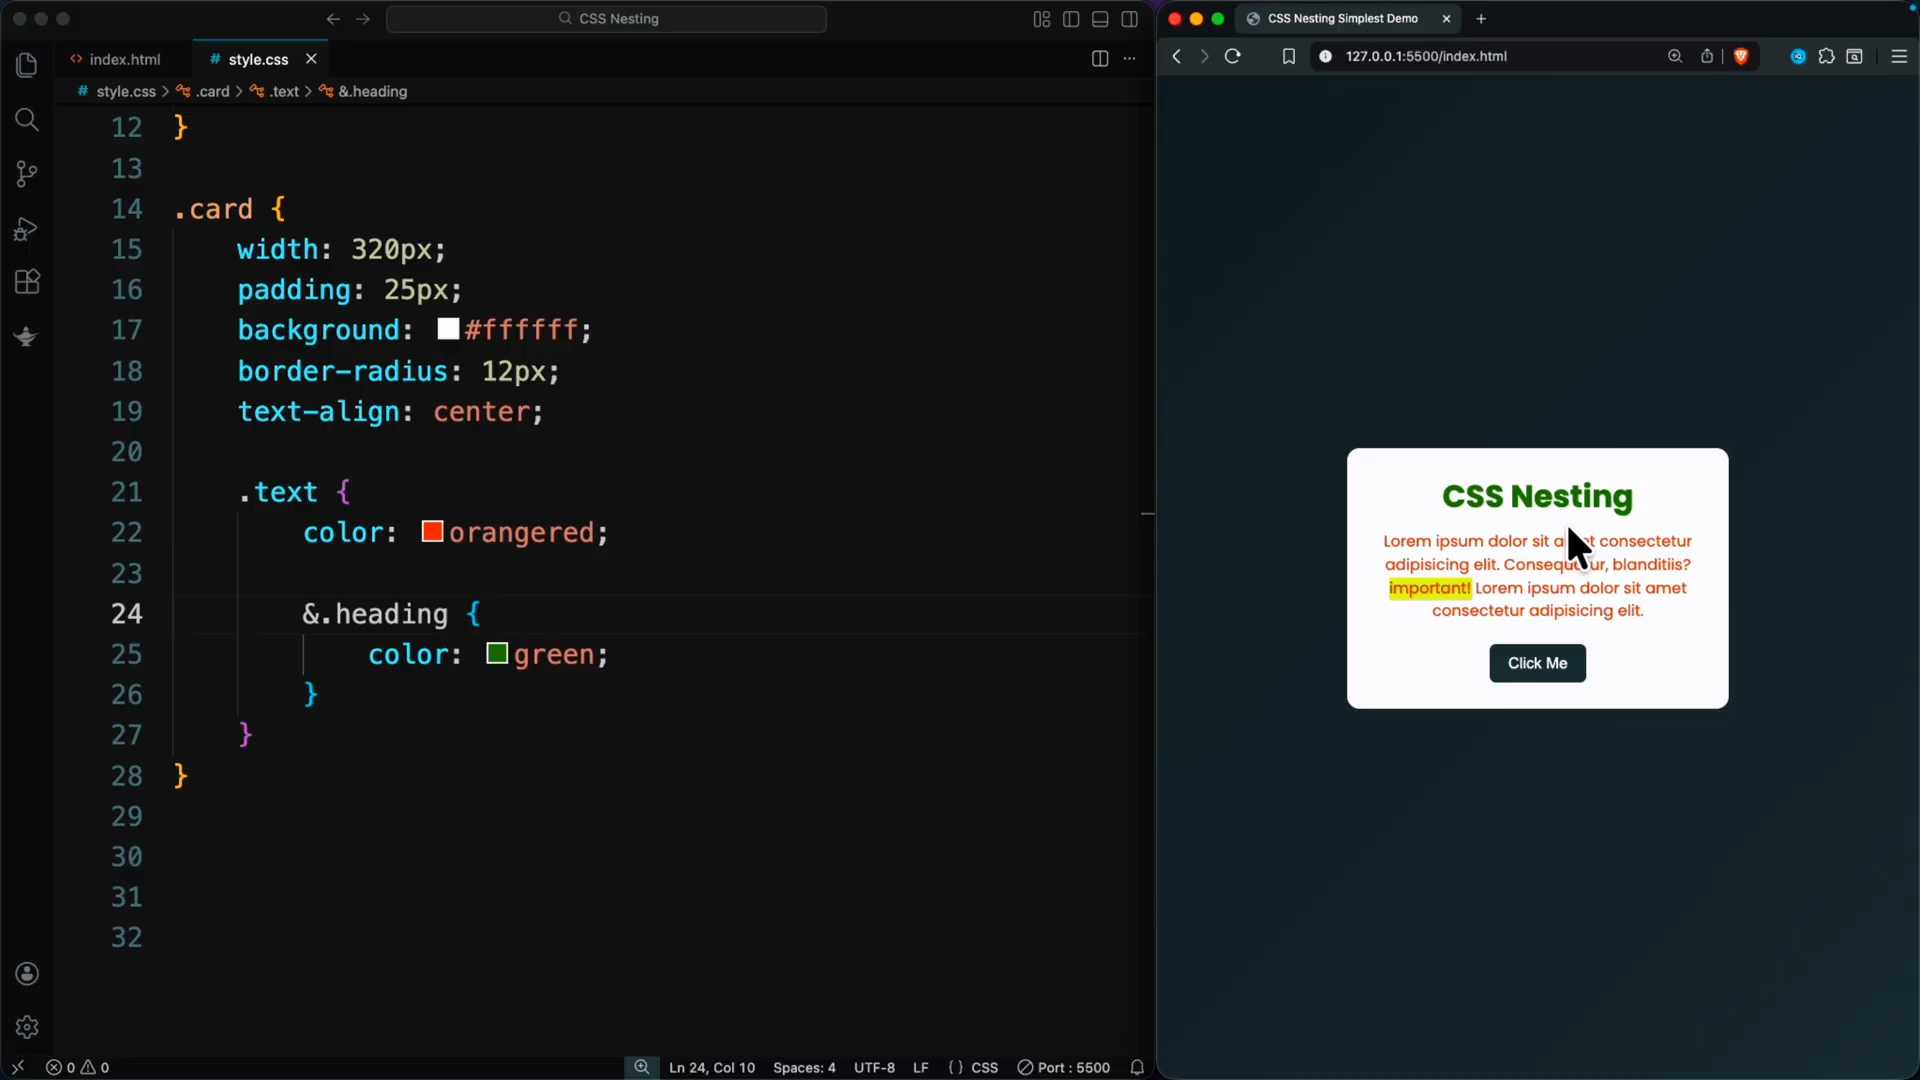 CSS Nesting
index.html
# style.css
# style.css > .card > .text > &.heading
12 }
13
14 .card {
15 width: 320px;
16 padding: 25px;
17 background: #ffffff;
18 border-radius: 12px;
19 text-align: center;
20
21 .text {
22 color: orangered;
23
24 &.heading {
25 color: green;
26 }
27 }
28 }
29
30
31
32
0 0
Ln 24, Col 10
Spaces: 4
UTF-8
LF
{ } CSS
Port : 5500
CSS Nesting Simplest Demo
127.0.0.1:5500/index.html
CSS Nesting
Lorem ipsum dolor sit amet consectetur
adipisicing elit. Consequatur, blanditiis?
important! Lorem ipsum dolor sit amet
consectetur adipisicing elit.
Click Me